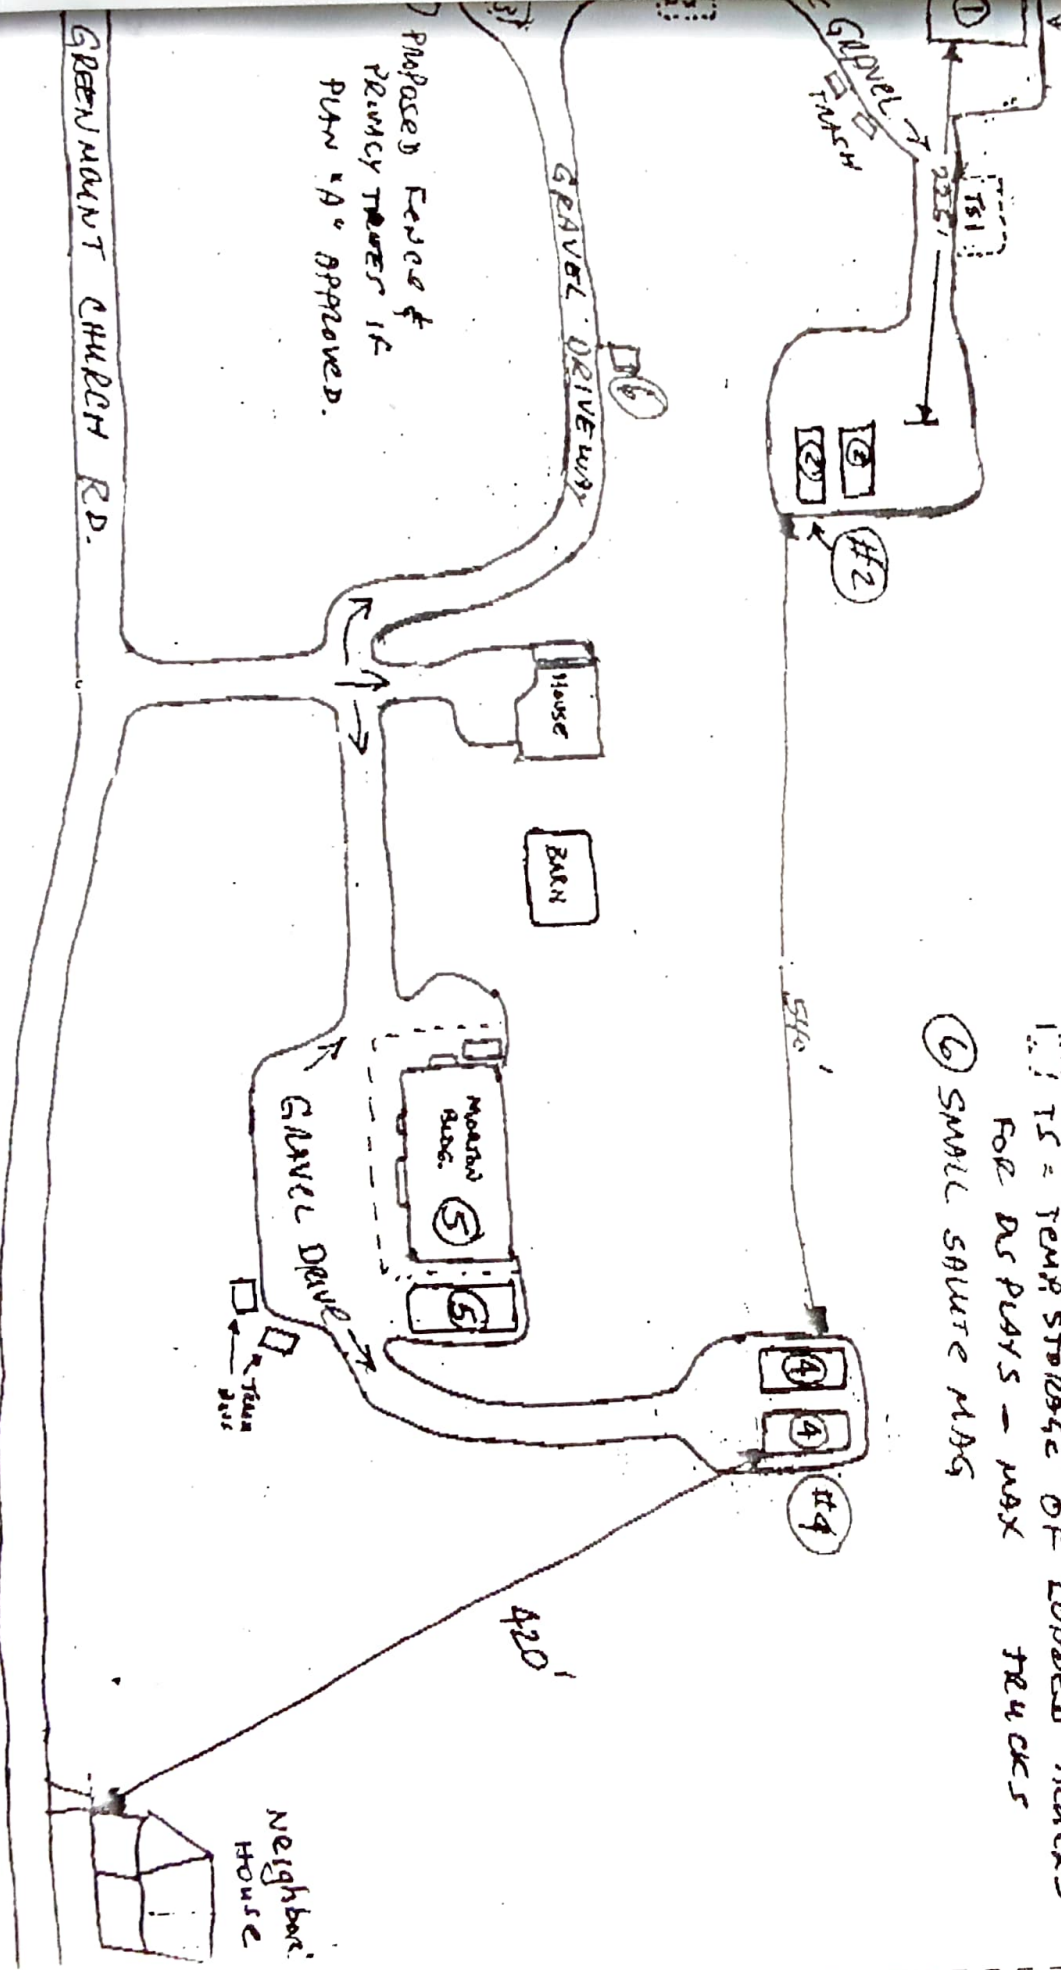 TS = TEMP STORAGE OF LOADED
FOR DISPLAYS - MAX TRUCKS
6 SMALL SALUTE MAG
1
GRAVEL
TRASH
225'
TS1
2
2
#2
GRAVEL DRIVEWAY
6
PROPOSED FENCE &
PRIVACY TREES IF
PLAN "A" APPROVED.
GREENMOUNT CHURCH RD.
HOUSE
BARN
540'
MORTON
BLDG.
5
5
GRAVEL DRIVE
TRASH
4
4
#4
420'
Neighbor
House